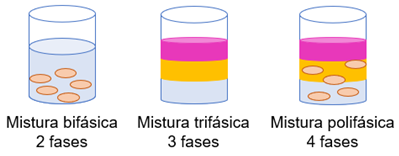 Mistura bifásica
2 fases
Mistura trifásica
3 fases
Mistura polifásica
4 fases